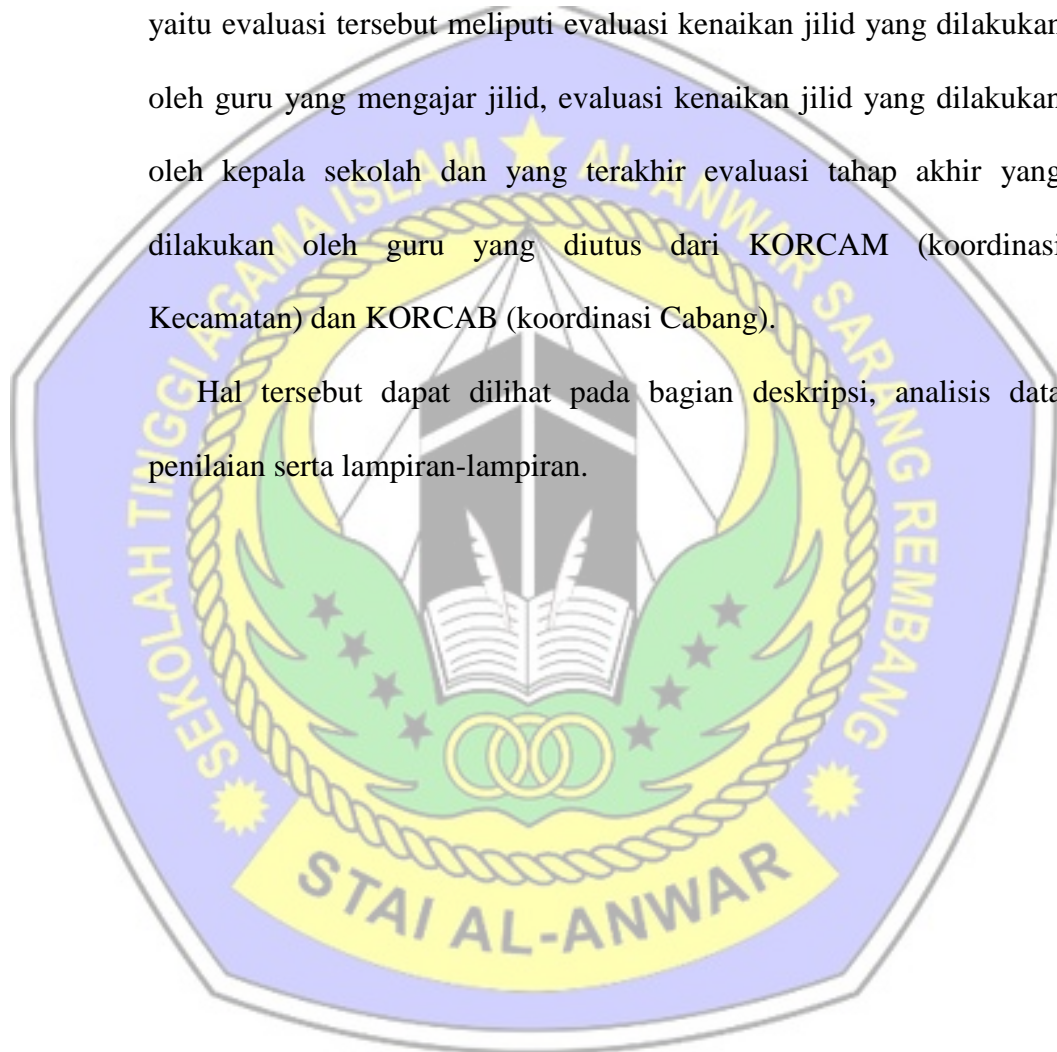 yaitu evaluasi tersebut meliputi evaluasi kenaikan jilid yang dilakukan
oleh guru yang mengajar jilid, evaluasi kenaikan jilid yang dilakukan
oleh kepala sekolah dan yang terakhir evaluasi tahap akhir yang
dilakukan oleh guru yang diutus dari KORCAM (koordinasi
Kecamatan) dan KORCAB (koordinasi Cabang).
Hal tersebut dapat dilihat pada bagian deskripsi, analisis data
penilaian serta lampiran-lampiran.
SEKOLAH TINGGI AGAMA ISLAM AL-ANWAR SARANG REMBANG
STAI AL-ANWAR